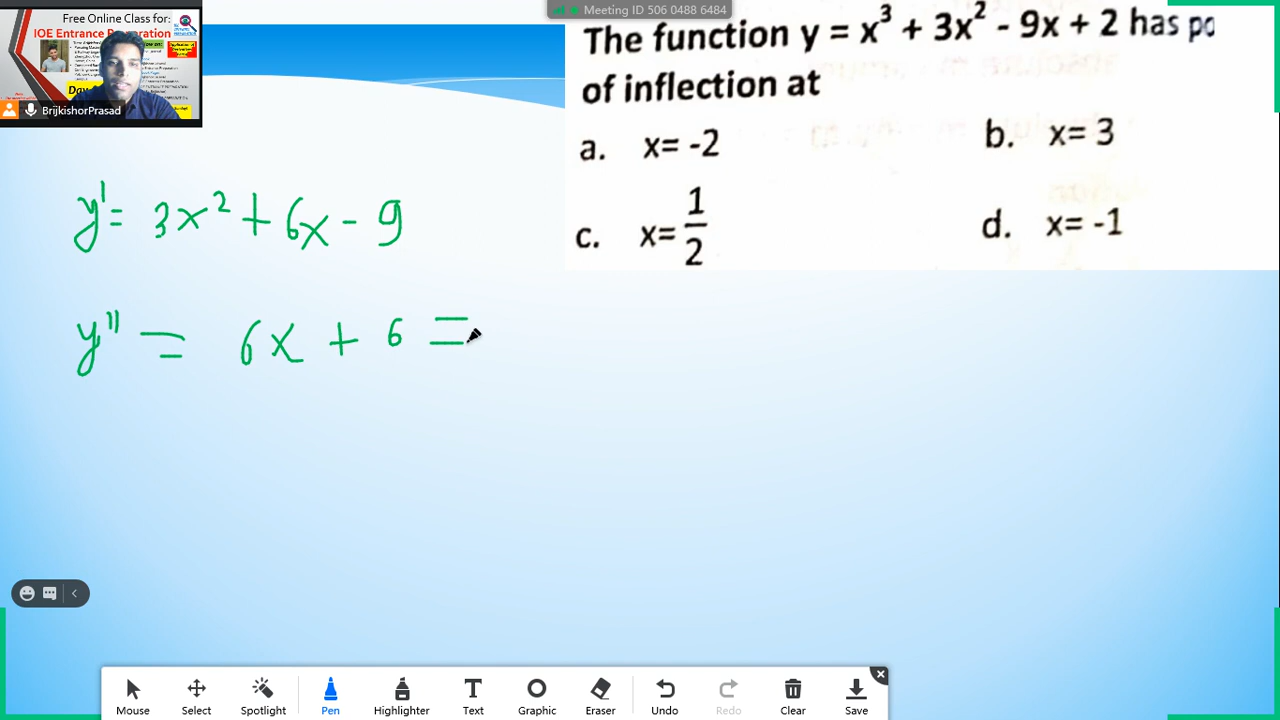 Meeting ID 506 0488 6484
Free Online Class for:
IOE Entrance Preparation
BrijkishorPrasad
The function y = x³ + 3x² - 9x + 2 has po
of inflection at
a. x= -2
b. x= 3
c. x= 1/2
d. x= -1
y' = 3x² + 6x - 9
y'' = 6x + 6 =
Mouse
Select
Spotlight
Pen
Highlighter
Text
Graphic
Eraser
Undo
Redo
Clear
Save